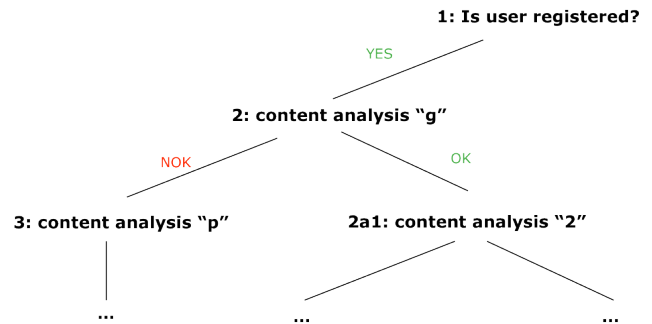 1: Is user registered?
YES
2: content analysis “g”
NOK
OK
3: content analysis “p”
2a1: content analysis “2”
...
...
...